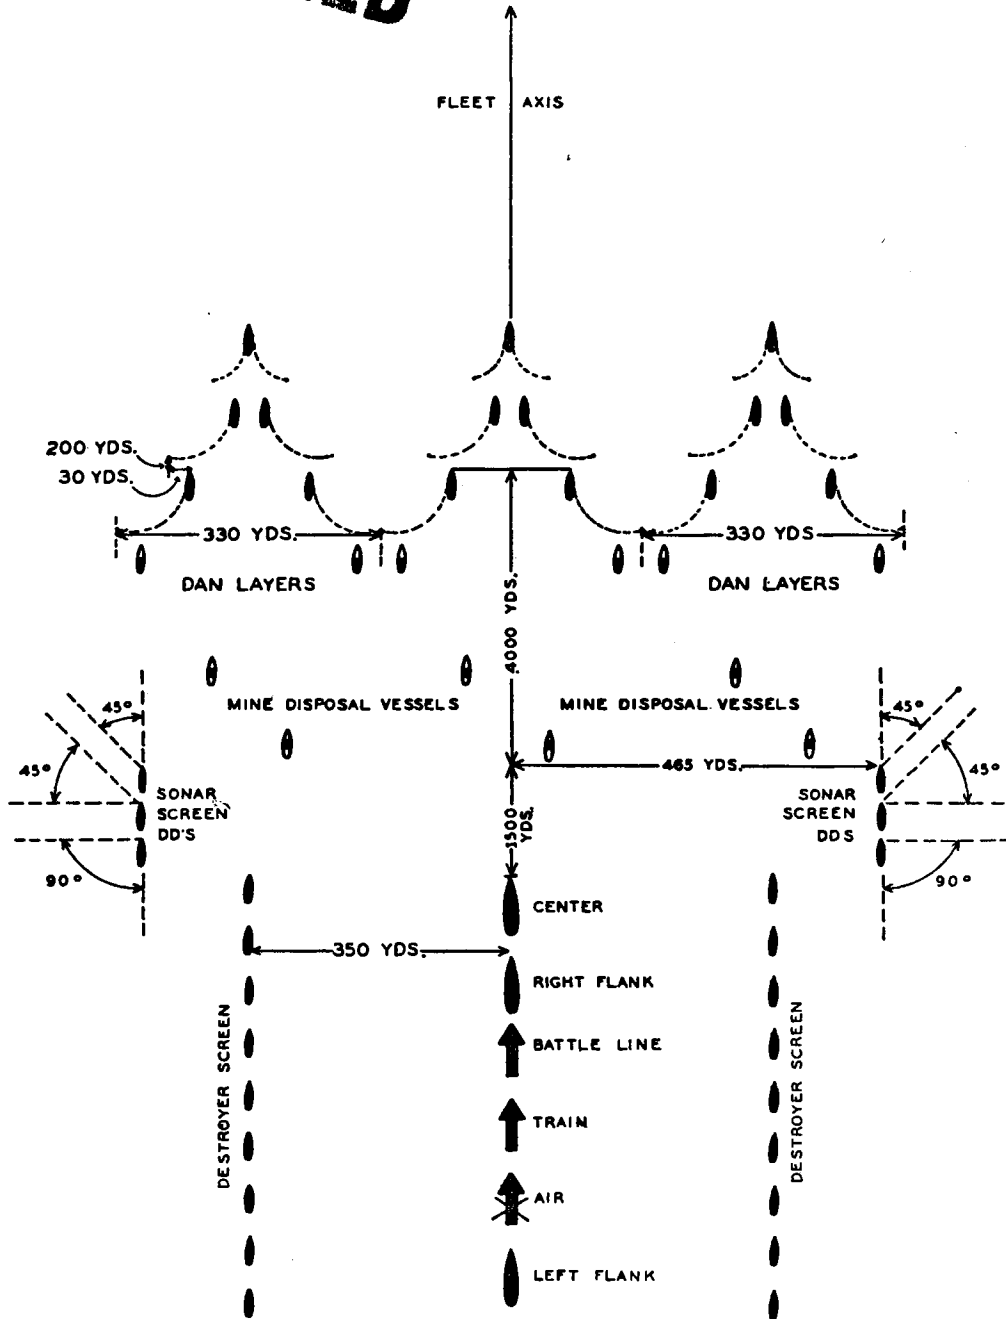 FLEET AXIS
200 YDS.
30 YDS.
330 YDS.
330 YDS
DAN LAYERS
DAN LAYERS
4000 YDS.
MINE DISPOSAL VESSELS
MINE DISPOSAL VESSELS
45°
45°
465 YDS.
45°
45°
SONAR
SCREEN
DD'S
SONAR
SCREEN
DDS
1500
YDS.
90°
90°
CENTER
350 YDS.
RIGHT FLANK
BATTLE LINE
DESTROYER SCREEN
DESTROYER SCREEN
TRAIN
AIR
LEFT FLANK